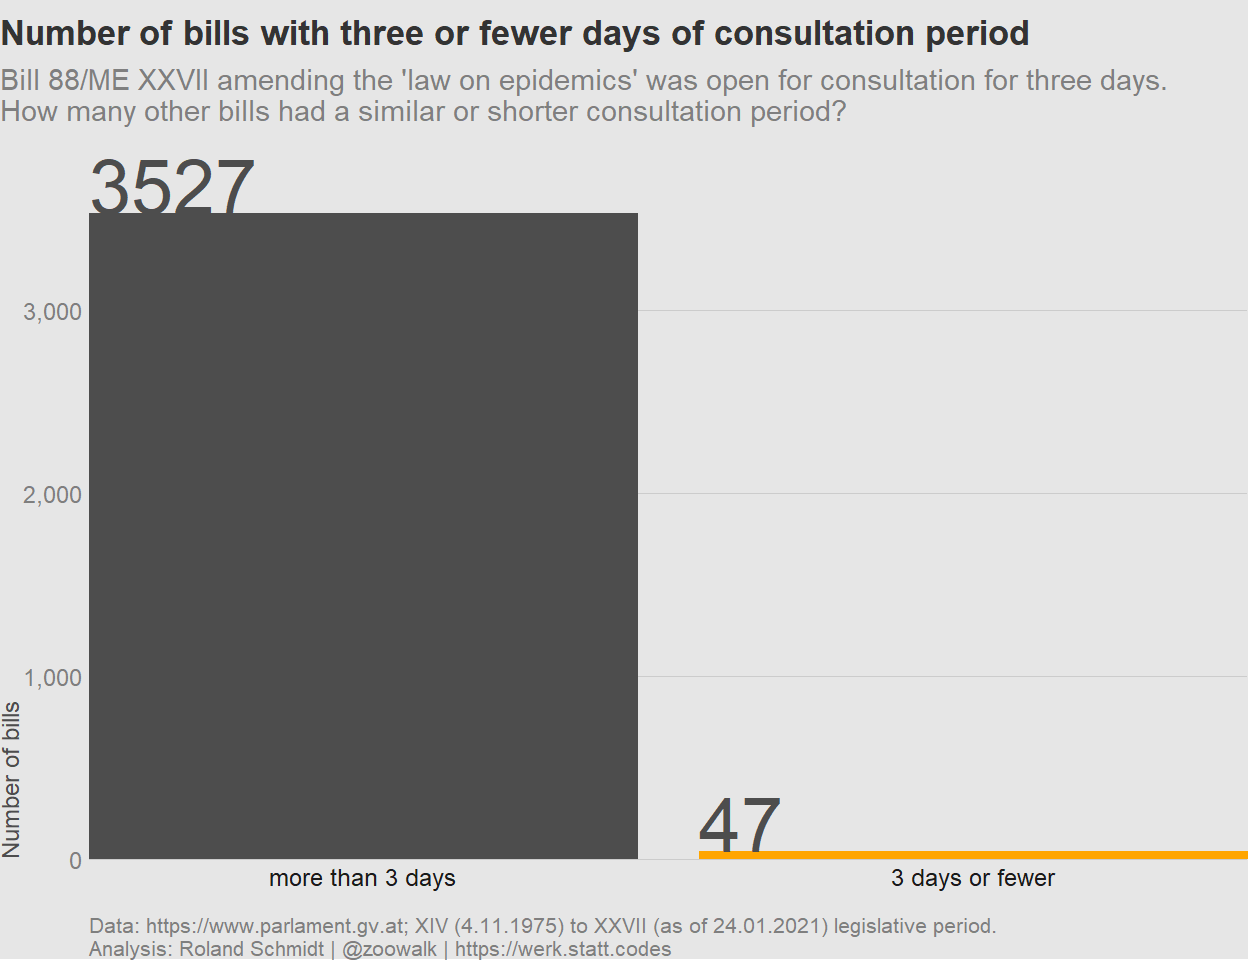 Number of bills with three or fewer days of consultation period
Bill 88/ME XXVII amending the 'law on epidemics' was open for consultation for three days.
How many other bills had a similar or shorter consultation period?
3527
3,000
2,000
1,000
0
Number of bills
47
more than 3 days
3 days or fewer
Data: https://www.parlament.gv.at; XIV (4.11.1975) to XXVII (as of 24.01.2021) legislative period.
Analysis: Roland Schmidt | @zoowalk | https://werk.statt.codes